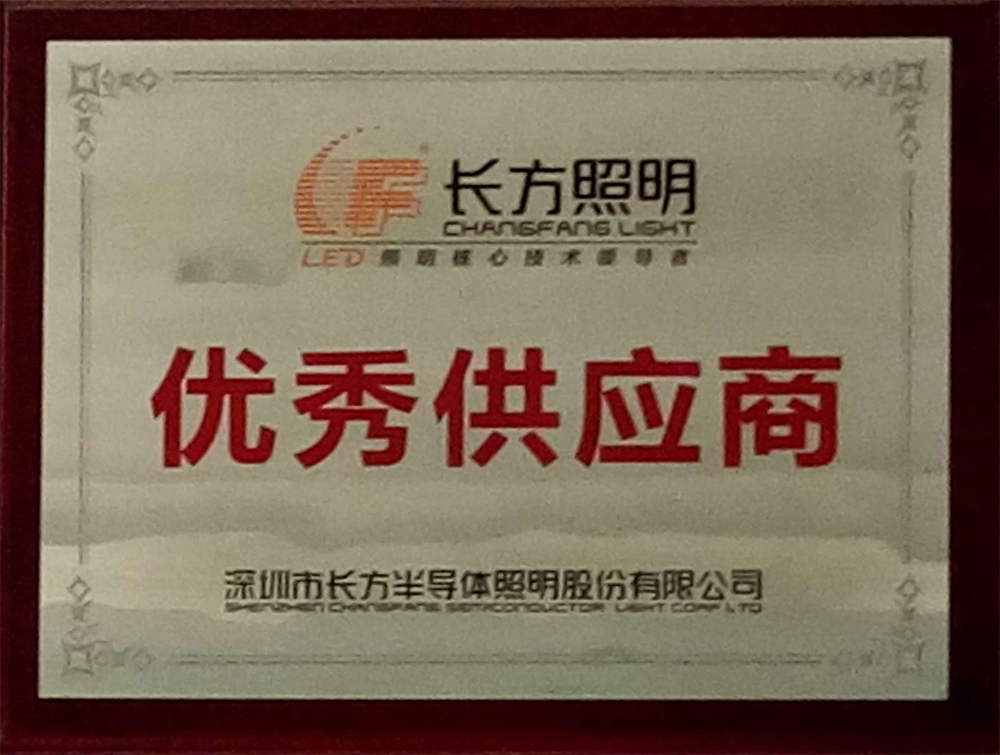 CF®
长方照明
CHANGFANG LIGHT
LED 照明核心技术领导者
优秀供应商
深圳市长方半导体照明股份有限公司
SHENZHEN CHANGFANG SEMICONDUCTOR LIGHT CORP LTD